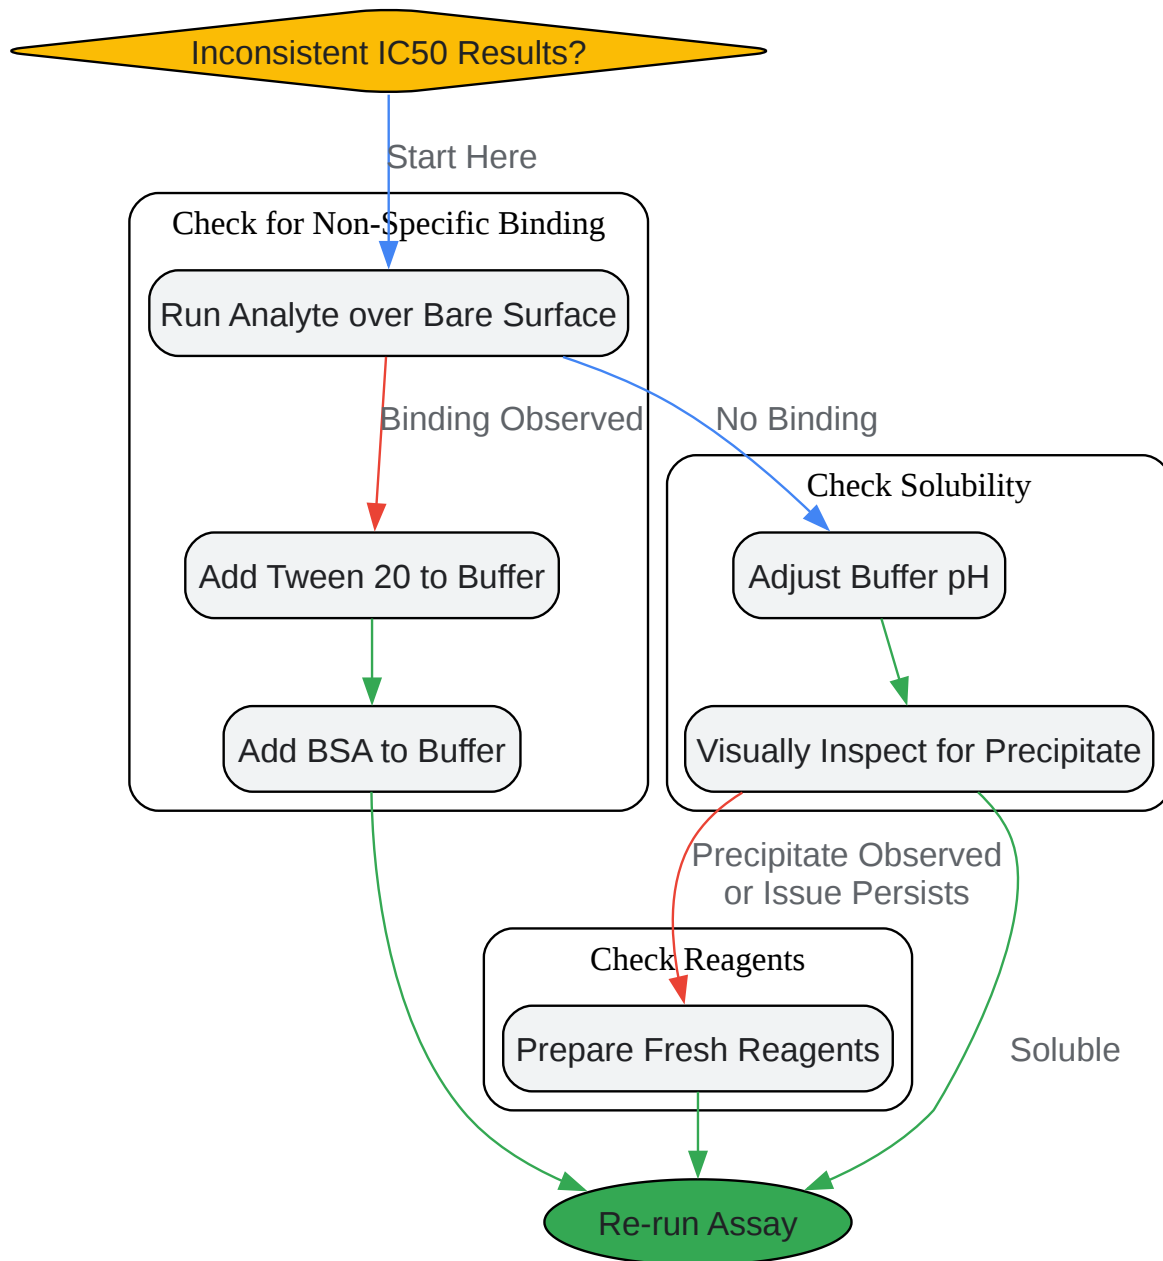 Inconsistent IC50 Results?
Start Here
Check for Non-Specific Binding
Run Analyte over Bare Surface
Binding Observed
No Binding
Check Solubility
Add Tween 20 to Buffer
Adjust Buffer pH
Add BSA to Buffer
Visually Inspect for Precipitate
Precipitate Observed
or Issue Persists
Check Reagents
Prepare Fresh Reagents
Soluble
Re-run Assay